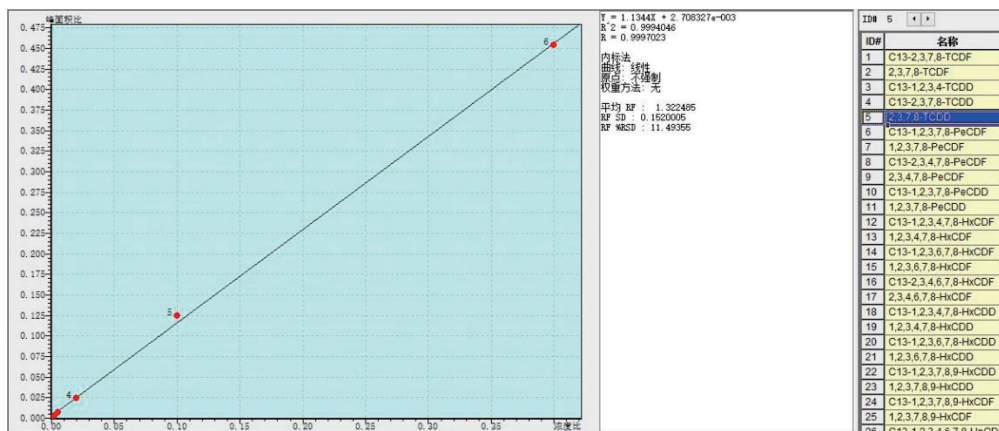 峰面积比
0.475
0.450
0.425
0.400
0.375
0.350
0.325
0.300
0.275
0.250
0.225
0.200
0.175
0.150
0.125
0.100
0.075
0.050
0.025
0.000
4
5
6
0.00 0.05 0.10 0.15 0.20 0.25 0.30 0.35 浓度比
Y = 1.1344X + 2.708327e-003
R^2 = 0.9994046
R = 0.9997023
内标法
曲线: 线性
原点: 不强制
权重方法: 无
平均 RF : 1.322485
RF SD : 0.1520005
RF %RSD : 11.49355
ID# 5
ID# 名称
1 C13-2,3,7,8-TCDF
2 2,3,7,8-TCDF
3 C13-1,2,3,4-TCDD
4 C13-2,3,7,8-TCDD
5 2,3,7,8-TCDD
6 C13-1,2,3,7,8-PeCDF
7 1,2,3,7,8-PeCDF
8 C13-2,3,4,7,8-PeCDF
9 2,3,4,7,8-PeCDF
10 C13-1,2,3,7,8-PeCDD
11 1,2,3,7,8-PeCDD
12 C13-1,2,3,4,7,8-HxCDF
13 1,2,3,4,7,8-HxCDF
14 C13-1,2,3,6,7,8-HxCDF
15 1,2,3,6,7,8-HxCDF
16 C13-2,3,4,6,7,8-HxCDF
17 2,3,4,6,7,8-HxCDF
18 C13-1,2,3,4,7,8-HxCDD
19 1,2,3,4,7,8-HxCDD
20 C13-1,2,3,6,7,8-HxCDD
21 1,2,3,6,7,8-HxCDD
22 C13-1,2,3,7,8,9-HxCDD
23 1,2,3,7,8,9-HxCDD
24 C13-1,2,3,7,8,9-HxCDF
25 1,2,3,7,8,9-HxCDF